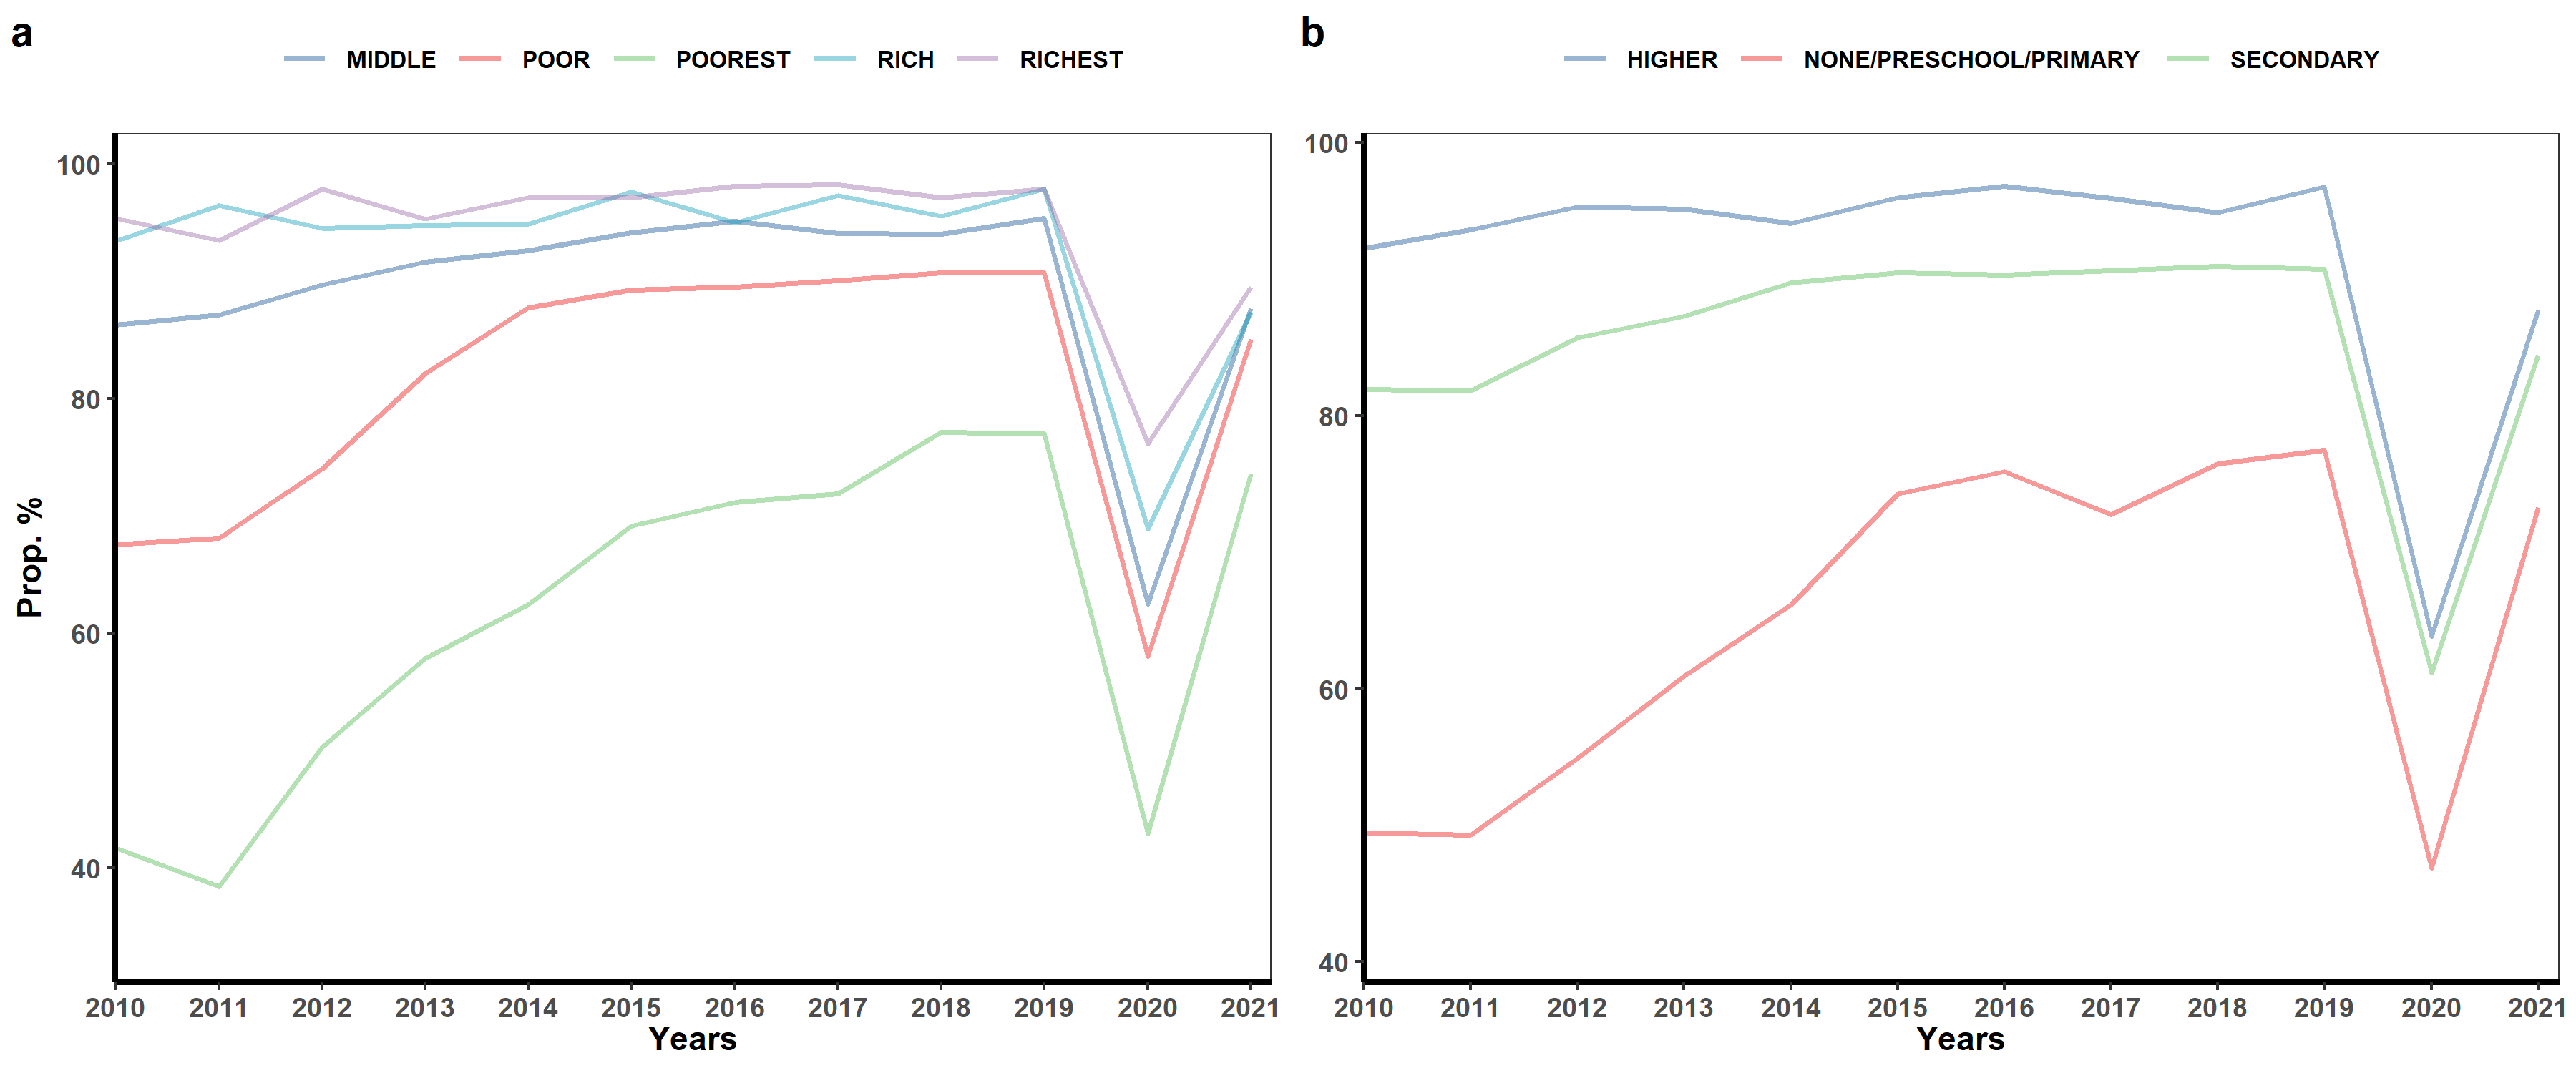 a
MIDDLE POOR POOREST RICH RICHEST
Prop. %
100
80
60
40
2010 2011 2012 2013 2014 2015 2016 2017 2018 2019 2020 2021
Years
b
HIGHER NONE/PRESCHOOL/PRIMARY SECONDARY
100
80
60
40
2010 2011 2012 2013 2014 2015 2016 2017 2018 2019 2020 2021
Years